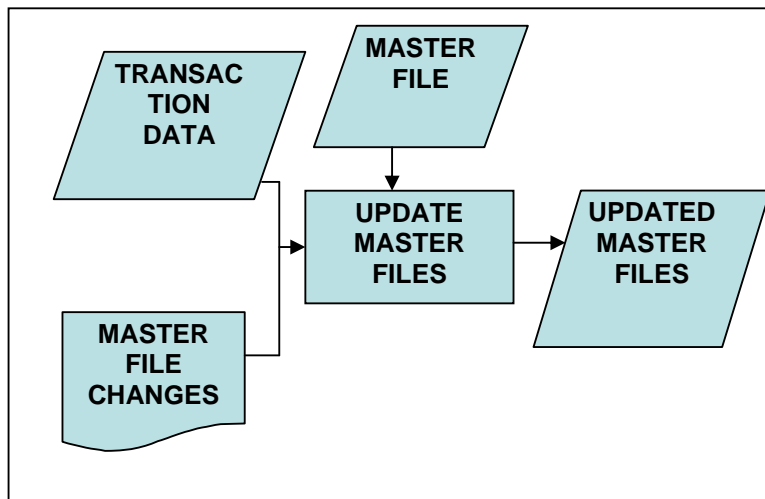 TRANSAC
TION
DATA
MASTER
FILE
UPDATE
MASTER
FILES
UPDATED
MASTER
FILES
MASTER
FILE
CHANGES